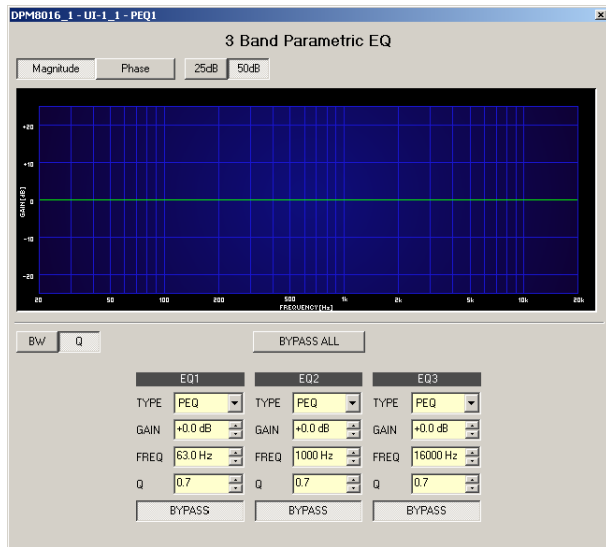 DPM8016_1 - UI-1_1 - PEQ1
3 Band Parametric EQ
Magnitude Phase 25dB 50dB
+20
+10
0
-10
-20
GAIN[dB]
20 50 100 200 500 1k 2k 5k 10k 20k
FREQUENCY[Hz]
BW Q BYPASS ALL
EQ1 EQ2 EQ3
TYPE PEQ TYPE PEQ TYPE PEQ
GAIN +0.0 dB GAIN +0.0 dB GAIN +0.0 dB
FREQ 63.0 Hz FREQ 1000 Hz FREQ 16000 Hz
Q 0.7 Q 0.7 Q 0.7
BYPASS BYPASS BYPASS